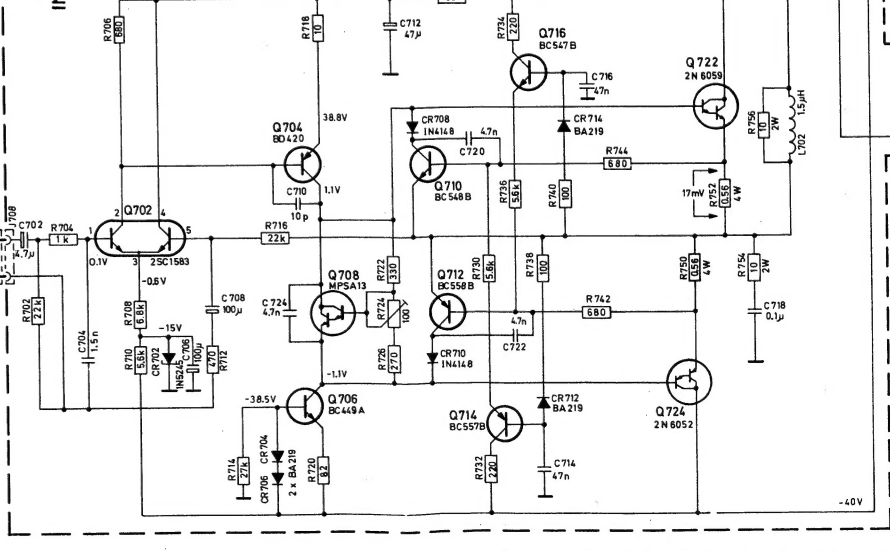 R706
680
R718
10
C712
47µ
R734
220
Q716
BC547B
C716
47n
Q722
2N 6059
1.5µH
R756
10
2W
L702
38.8V
Q704
BD420
CR708
1N4148
4.7n
C720
CR714
BA219
R744
680
Q710
BC548B
C710
10p
1.1V
R736
5.6k
R740
100
17mV
R752
0.56
4W
1708
C702
4.7µ
R704
1k
Q702
2
4
1
5
3
2SC1583
0.1V
-0.6V
R716
22k
R702
22k
C704
1.5n
R708
6.8k
-15V
R710
5.6k
CR702
1N5245
C706
100µ
C708
100µ
470
R712
C724
4.7n
Q708
MPSA13
R722
330
R724
100
R726
270
Q712
BC558B
R730
5.6k
R738
100
R750
0.56
4W
R754
10
2W
C718
0.1µ
4.7n
C722
R742
680
CR710
1N4148
-1.1V
-38.5V
Q706
BC449A
R714
27k
CR704
CR706
2 x BA219
R720
82
Q714
BC557B
R732
220
CR712
BA219
C714
47n
Q724
2N 6052
-40V